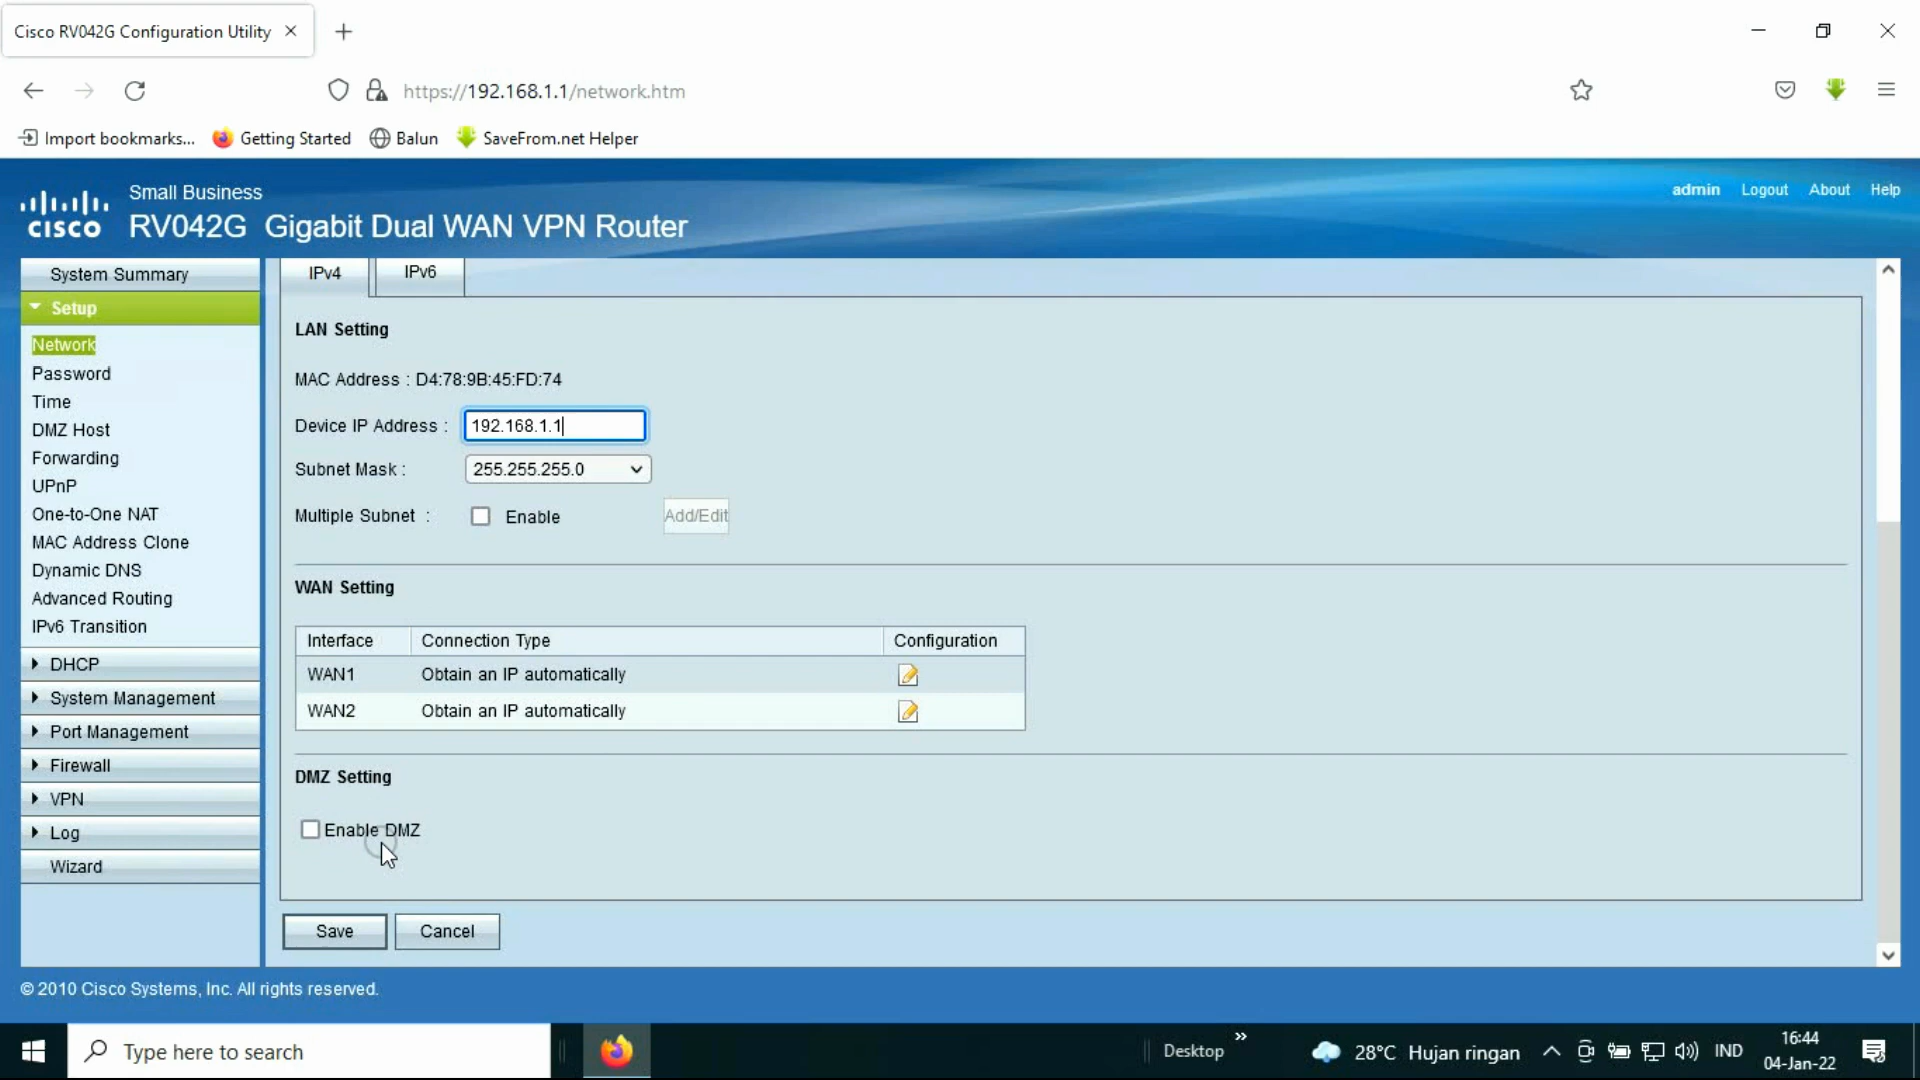 Cisco RV042G Configuration Utility
https://192.168.1.1/network.htm
Import bookmarks... Getting Started Balun SaveFrom.net Helper
Small Business
admin Logout About Help
CISCO RV042G Gigabit Dual WAN VPN Router
System Summary
Setup
Network
Password
Time
DMZ Host
Forwarding
UPnP
One-to-One NAT
MAC Address Clone
Dynamic DNS
Advanced Routing
IPv6 Transition
DHCP
System Management
Port Management
Firewall
VPN
Log
Wizard
IPv4 IPv6
LAN Setting
MAC Address : D4:78:9B:45:FD:74
Device IP Address : 192.168.1.1
Subnet Mask : 255.255.255.0
Multiple Subnet : Enable Add/Edit
WAN Setting
Interface Connection Type Configuration
WAN1 Obtain an IP automatically
WAN2 Obtain an IP automatically
DMZ Setting
Enable DMZ
Save Cancel
© 2010 Cisco Systems, Inc. All rights reserved.
Type here to search
Desktop
28°C Hujan ringan
IND
16:44
04-Jan-22